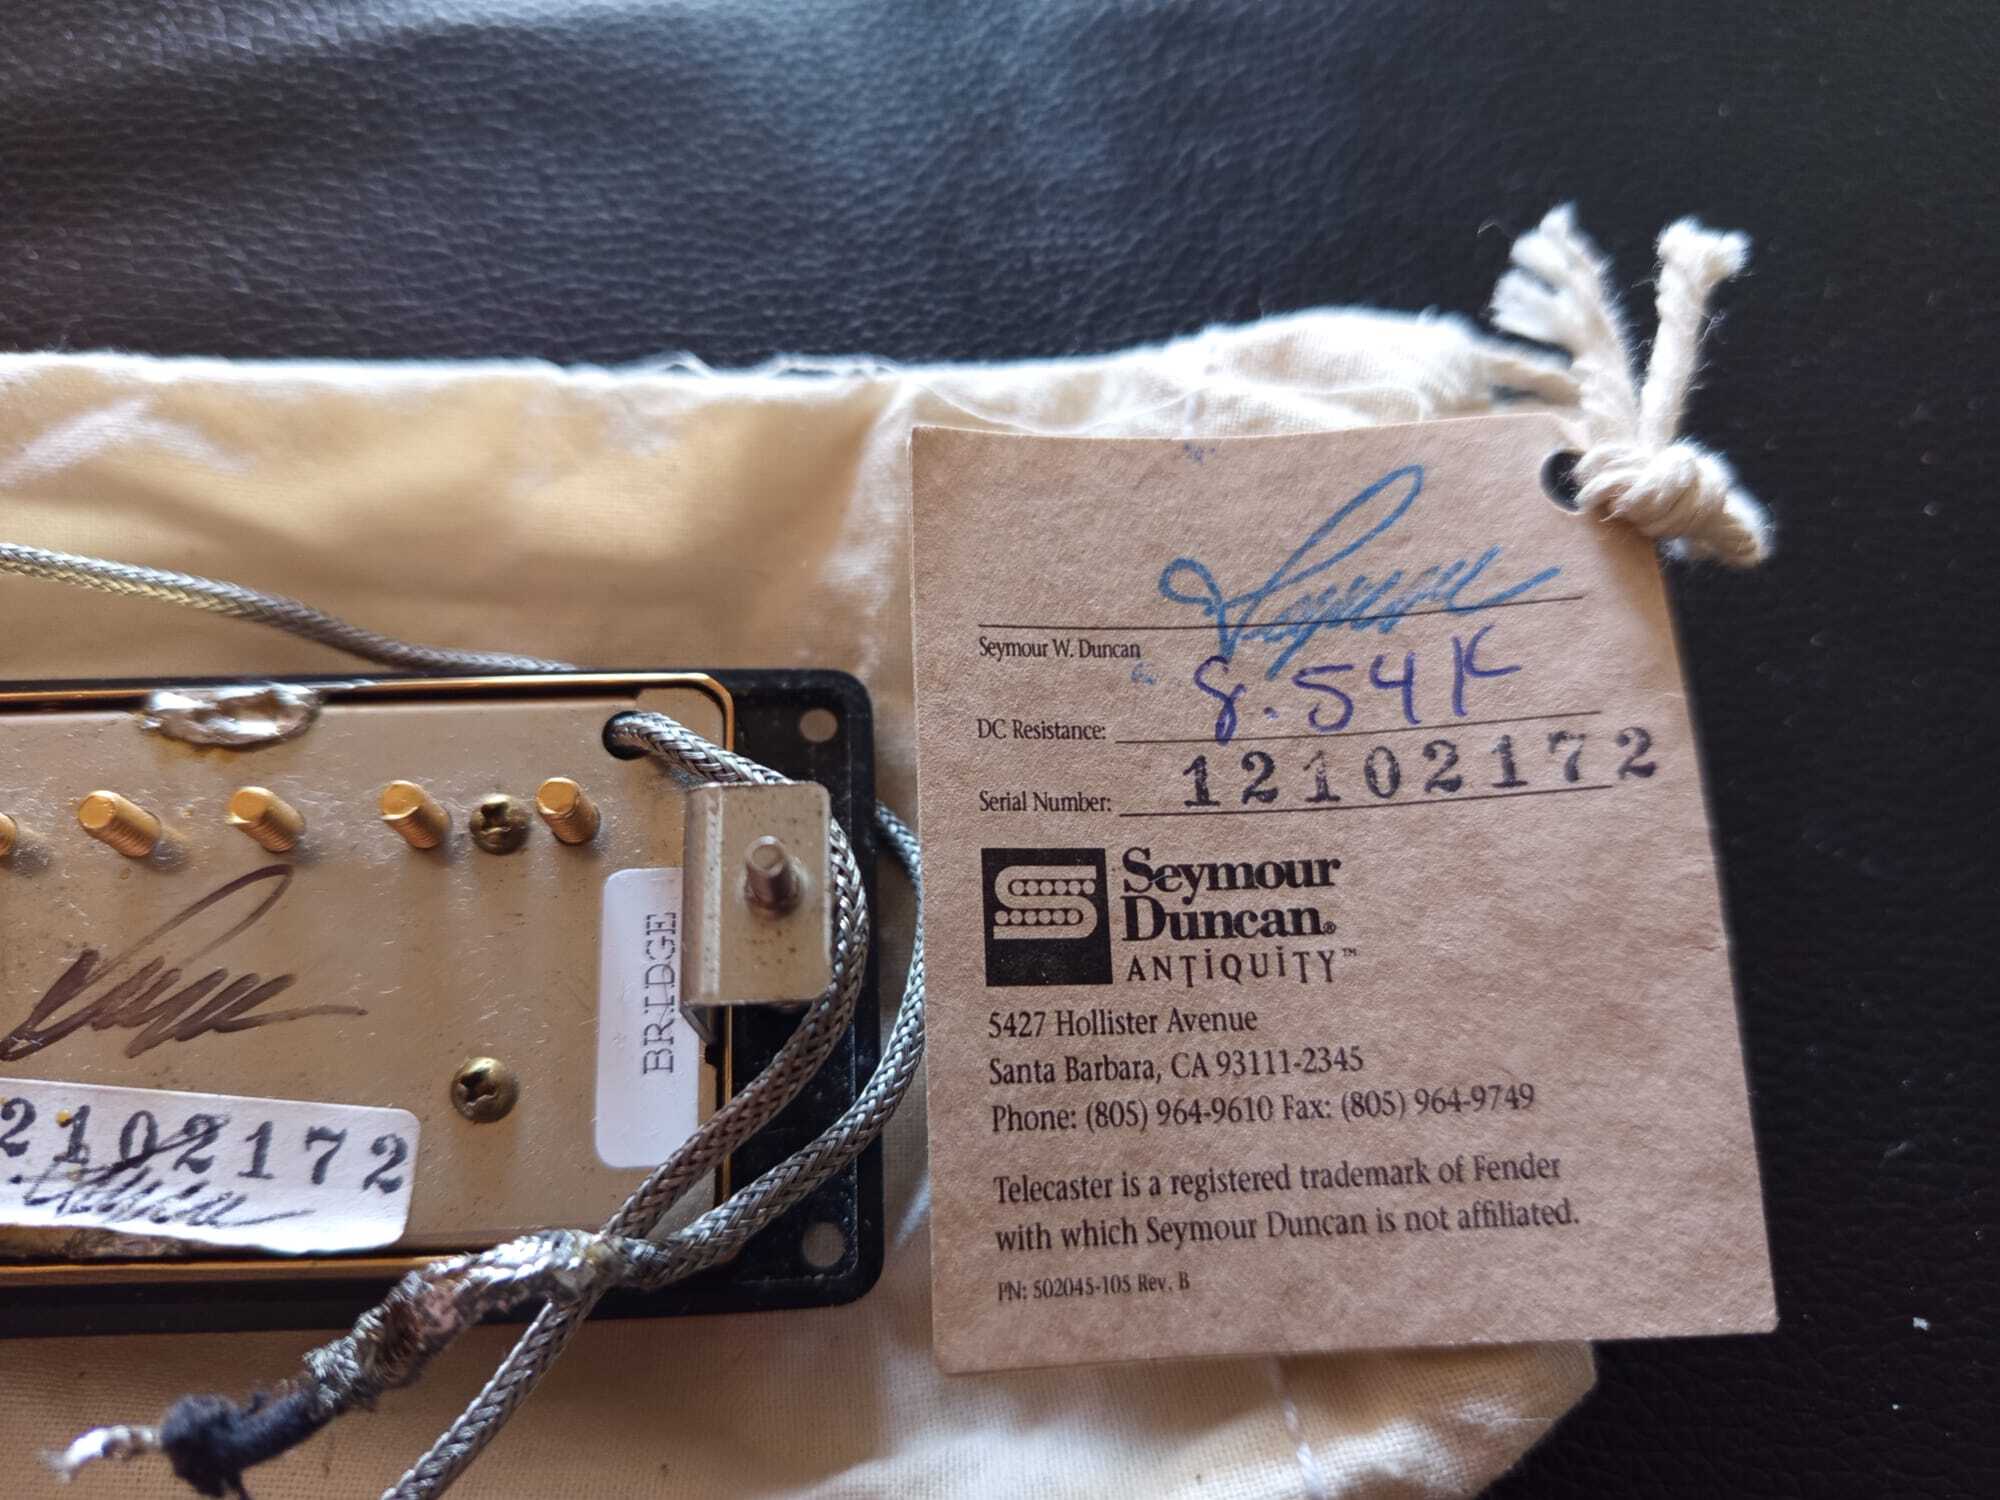 Seymour
Seymour W. Duncan
DC Resistance: 8.54K
Serial Number: 12102172
Seymour
Duncan®
ANTiQUiTY™
5427 Hollister Avenue
Santa Barbara, CA 93111-2345
Phone: (805) 964-9610 Fax: (805) 964-9749
Telecaster is a registered trademark of Fender
with which Seymour Duncan is not affiliated.
PN: 502045-105 Rev. B
BRIDGE
2102172